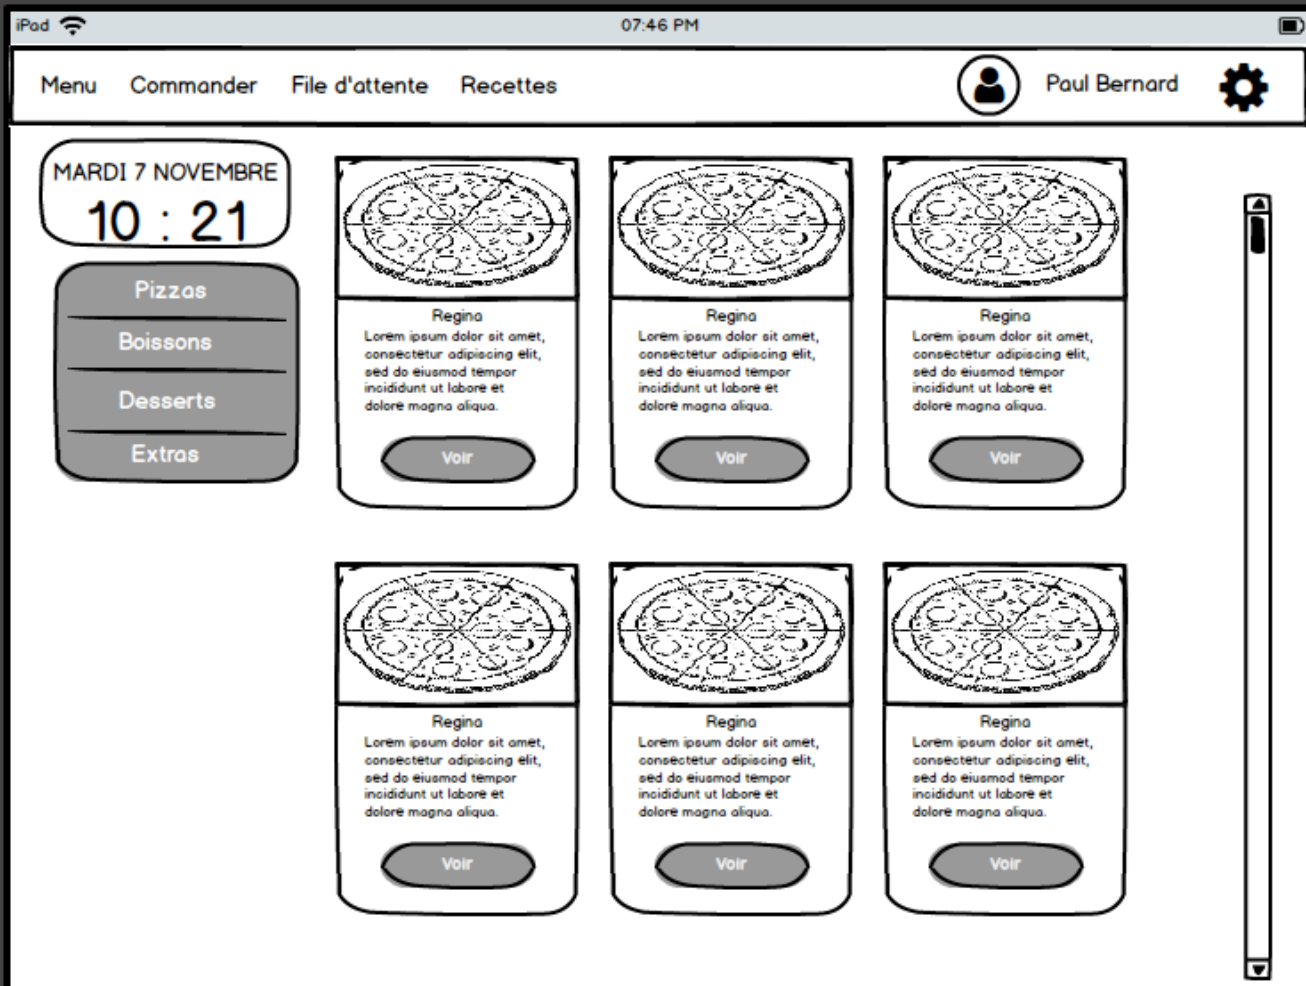 iPad
07:46 PM
Menu Commander File d'attente Recettes Paul Bernard
MARDI 7 NOVEMBRE
10 : 21
Pizzas
Boissons
Desserts
Extras
Regina
Lorem ipsum dolor sit amet,
consectetur adipiscing elit,
sed do eiusmod tempor
incididunt ut labore et
dolore magna aliqua.
Voir
Regina
Lorem ipsum dolor sit amet,
consectetur adipiscing elit,
sed do eiusmod tempor
incididunt ut labore et
dolore magna aliqua.
Voir
Regina
Lorem ipsum dolor sit amet,
consectetur adipiscing elit,
sed do eiusmod tempor
incididunt ut labore et
dolore magna aliqua.
Voir
Regina
Lorem ipsum dolor sit amet,
consectetur adipiscing elit,
sed do eiusmod tempor
incididunt ut labore et
dolore magna aliqua.
Voir
Regina
Lorem ipsum dolor sit amet,
consectetur adipiscing elit,
sed do eiusmod tempor
incididunt ut labore et
dolore magna aliqua.
Voir
Regina
Lorem ipsum dolor sit amet,
consectetur adipiscing elit,
sed do eiusmod tempor
incididunt ut labore et
dolore magna aliqua.
Voir